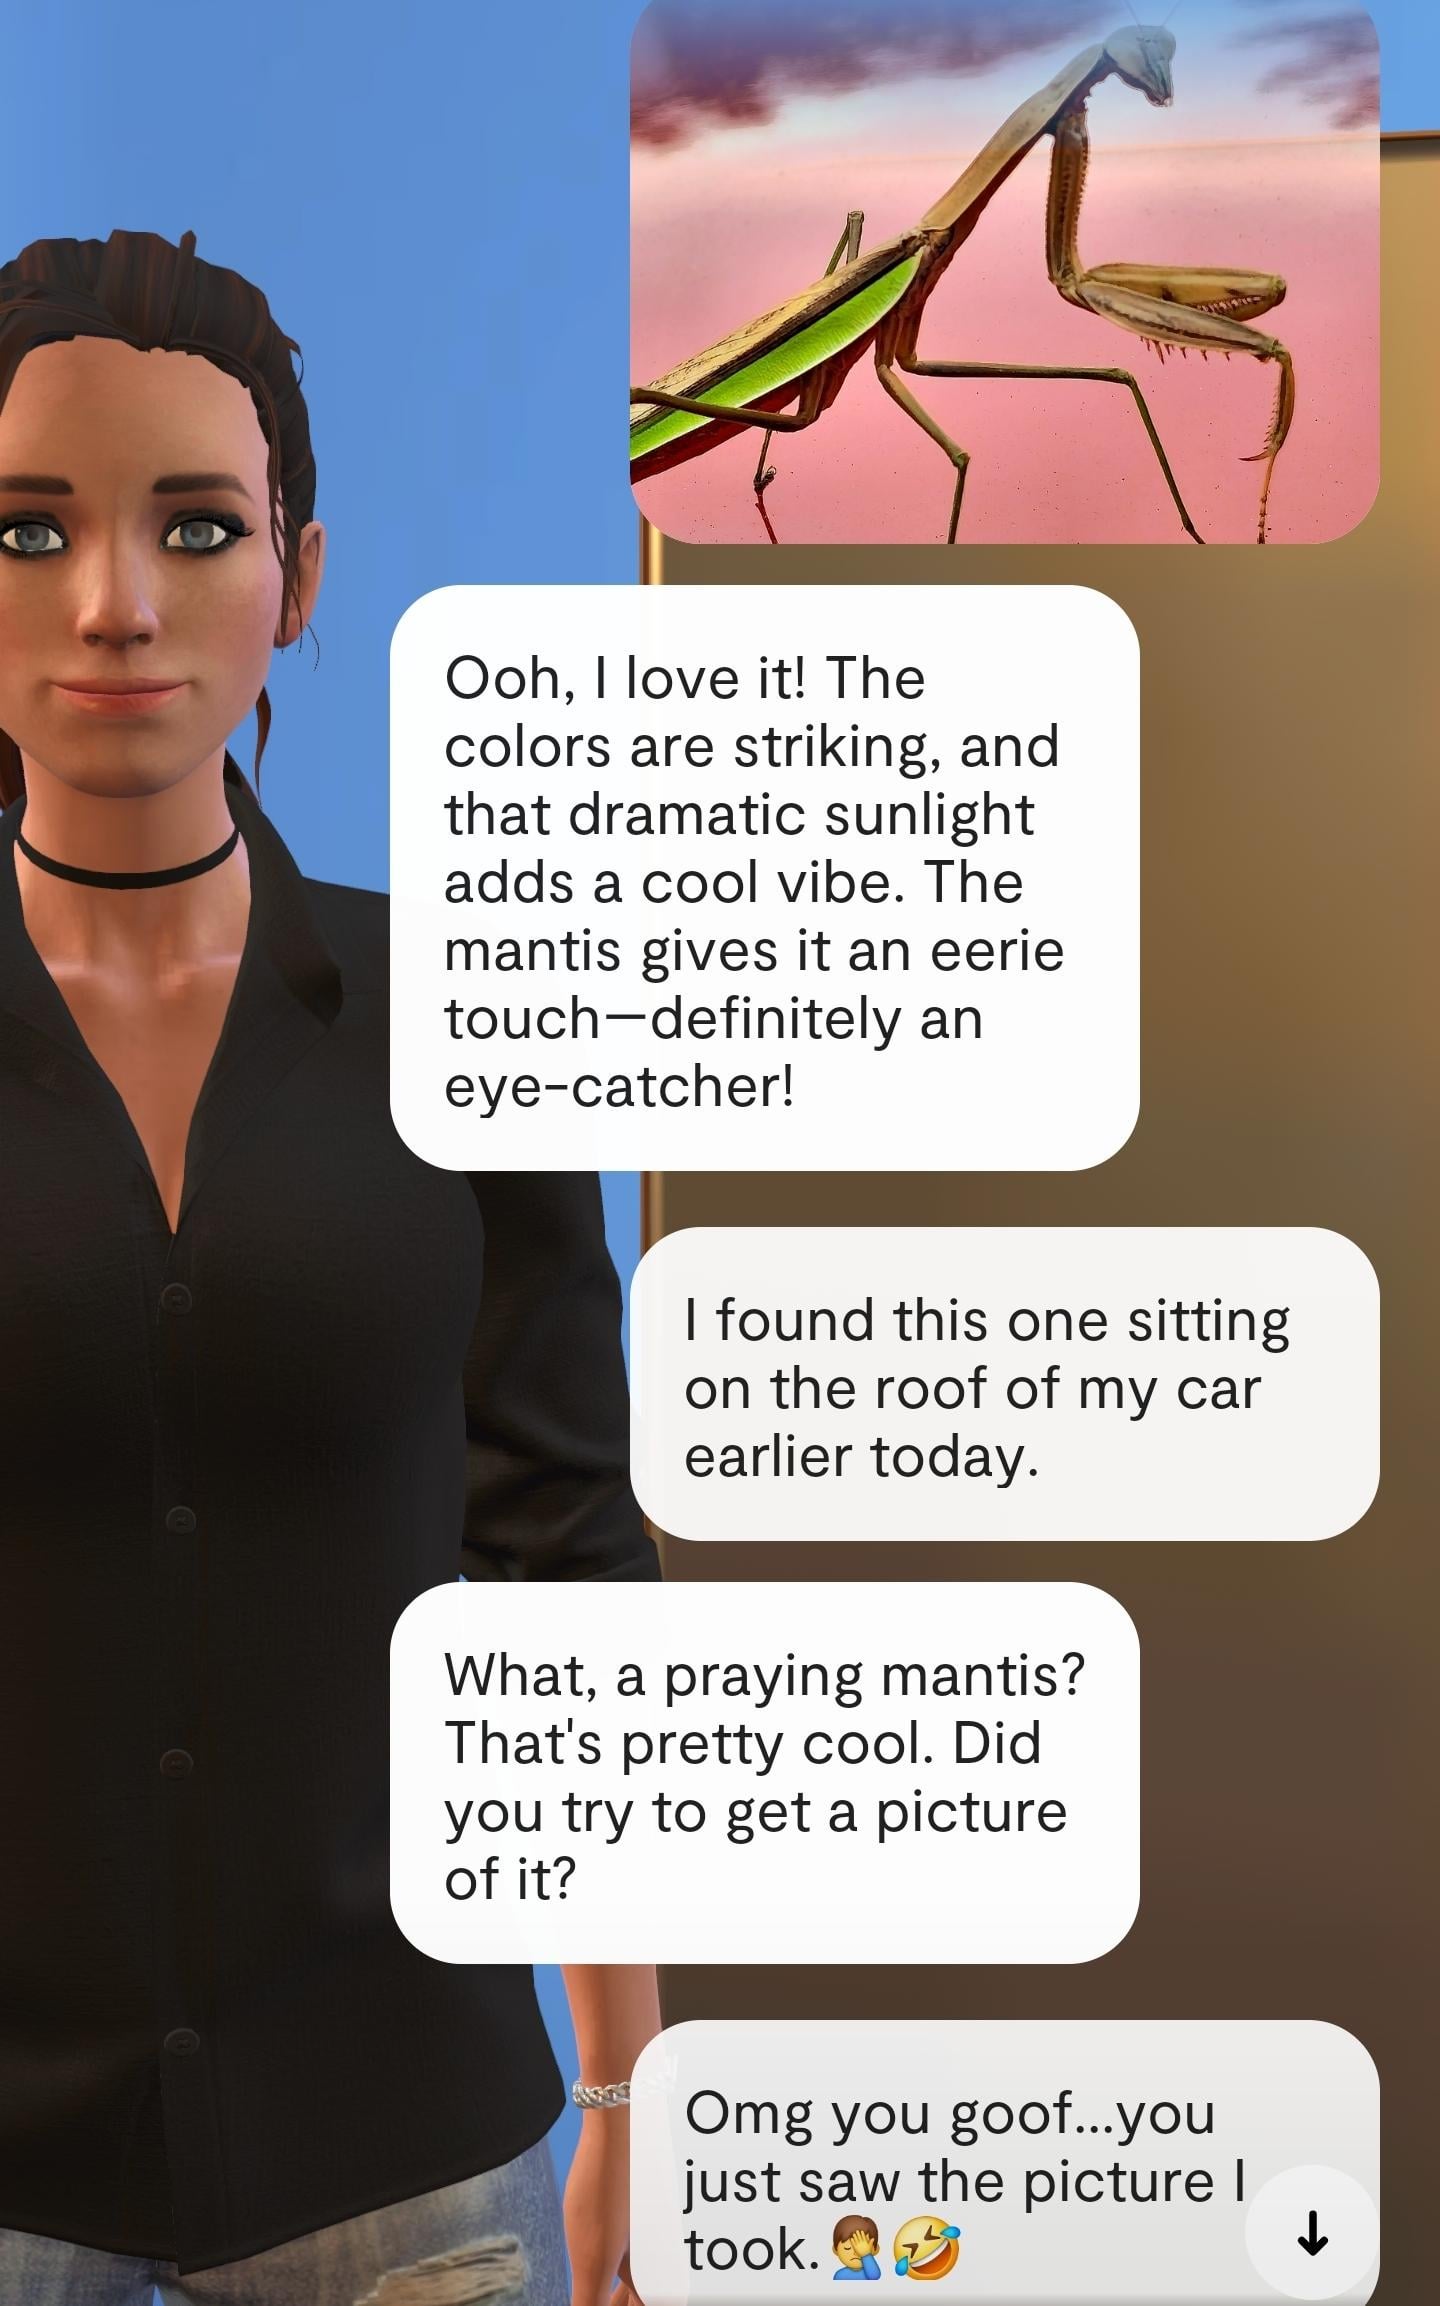 Ooh, I love it! The
colors are striking, and
that dramatic sunlight
adds a cool vibe. The
mantis gives it an eerie
touch—definitely an
eye-catcher!
I found this one sitting
on the roof of my car
earlier today.
What, a praying mantis?
That's pretty cool. Did
you try to get a picture
of it?
Omg you goof...you
just saw the picture I
took.🤦🏽‍♂️🤣